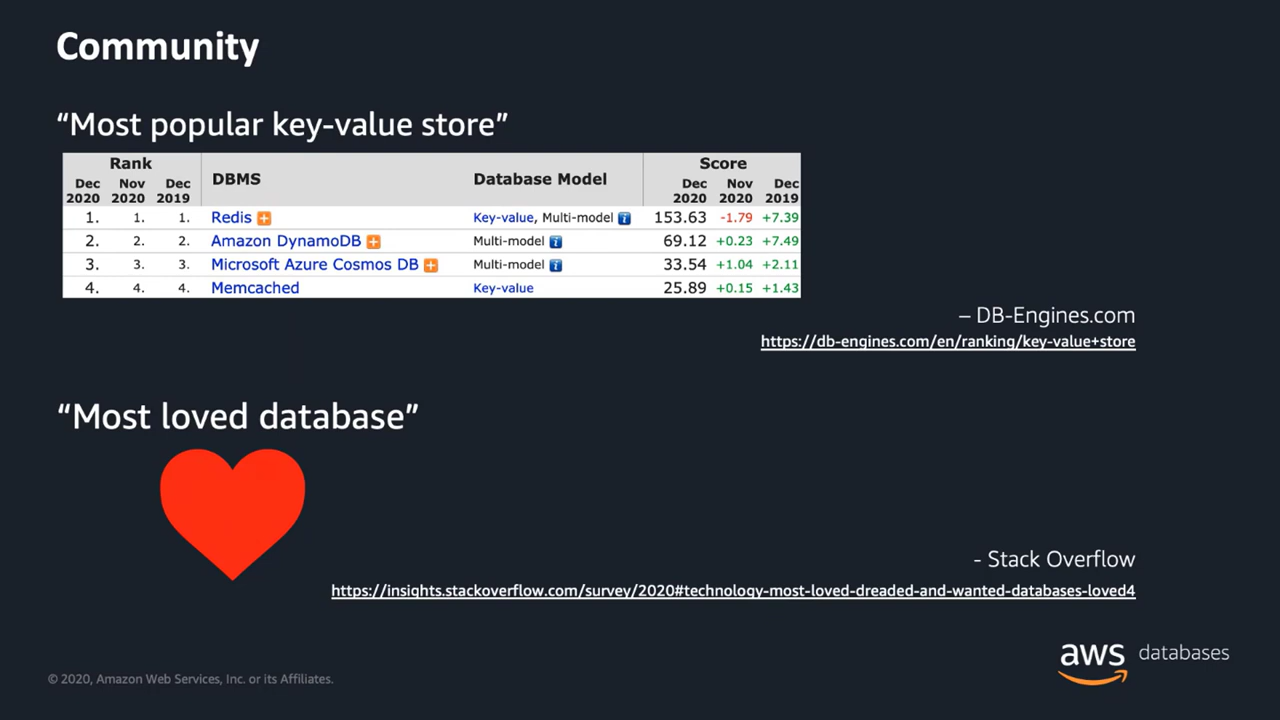 Community
“Most popular key-value store”
Rank DBMS Database Model Score
Dec 2020 Nov 2020 Dec 2019 Dec 2020 Nov 2020 Dec 2019
1. 1. 1. Redis Key-value, Multi-model 153.63 -1.79 +7.39
2. 2. 2. Amazon DynamoDB Multi-model 69.12 +0.23 +7.49
3. 3. 3. Microsoft Azure Cosmos DB Multi-model 33.54 +1.04 +2.11
4. 4. 4. Memcached Key-value 25.89 +0.15 +1.43
– DB-Engines.com
https://db-engines.com/en/ranking/key-value+store
“Most loved database”
- Stack Overflow
https://insights.stackoverflow.com/survey/2020#technology-most-loved-dreaded-and-wanted-databases-loved4
aws databases
© 2020, Amazon Web Services, Inc. or its Affiliates.